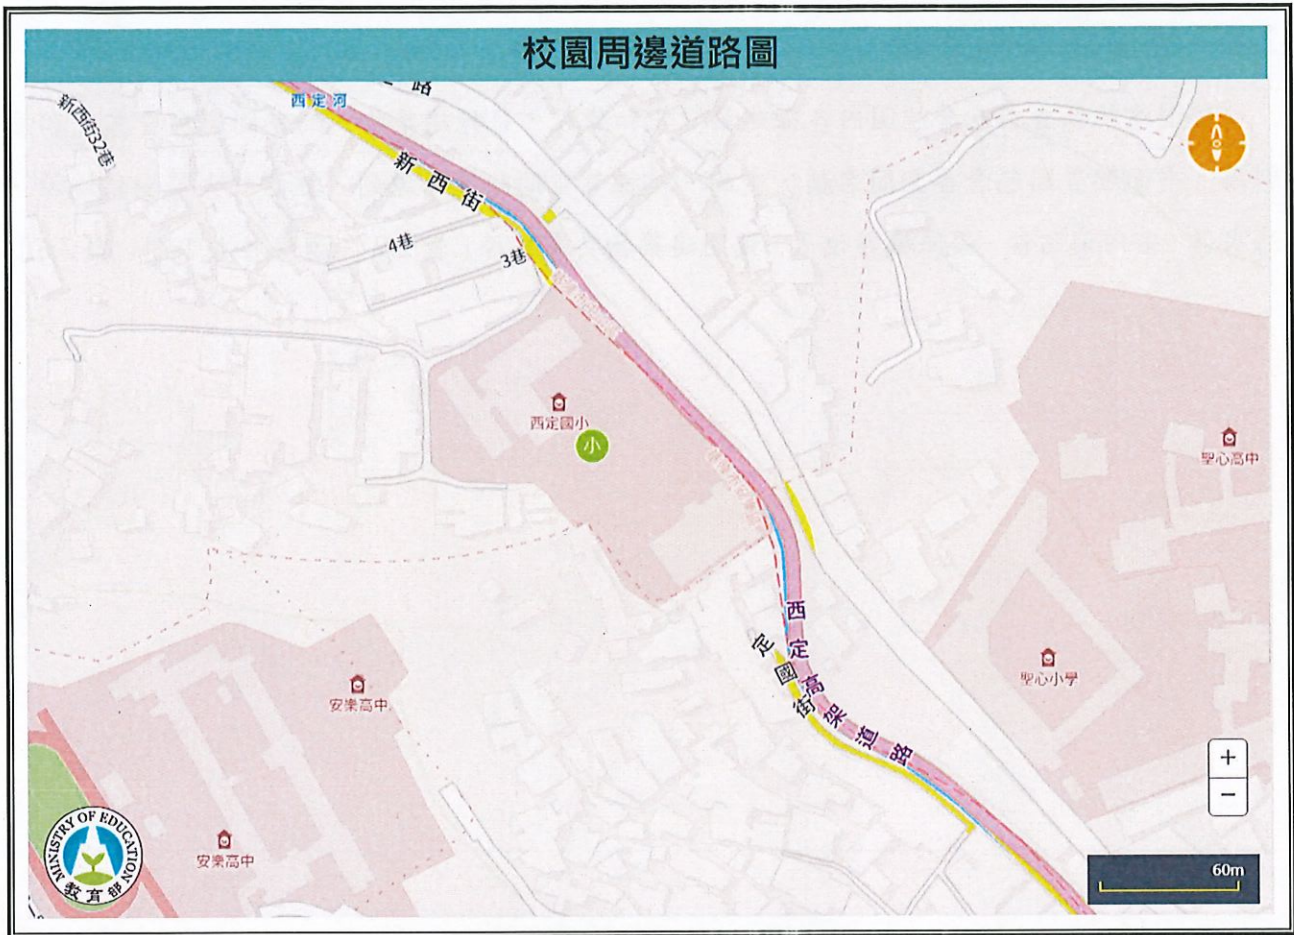 校園周邊道路圖
路
西定河
新西街32巷
新西街
4巷
3巷
西定國小
小
聖心高中
西定高架道路
定國街
聖心小學
安樂高中
安樂高中
MINISTRY OF EDUCATION
教育部
+
−
60m